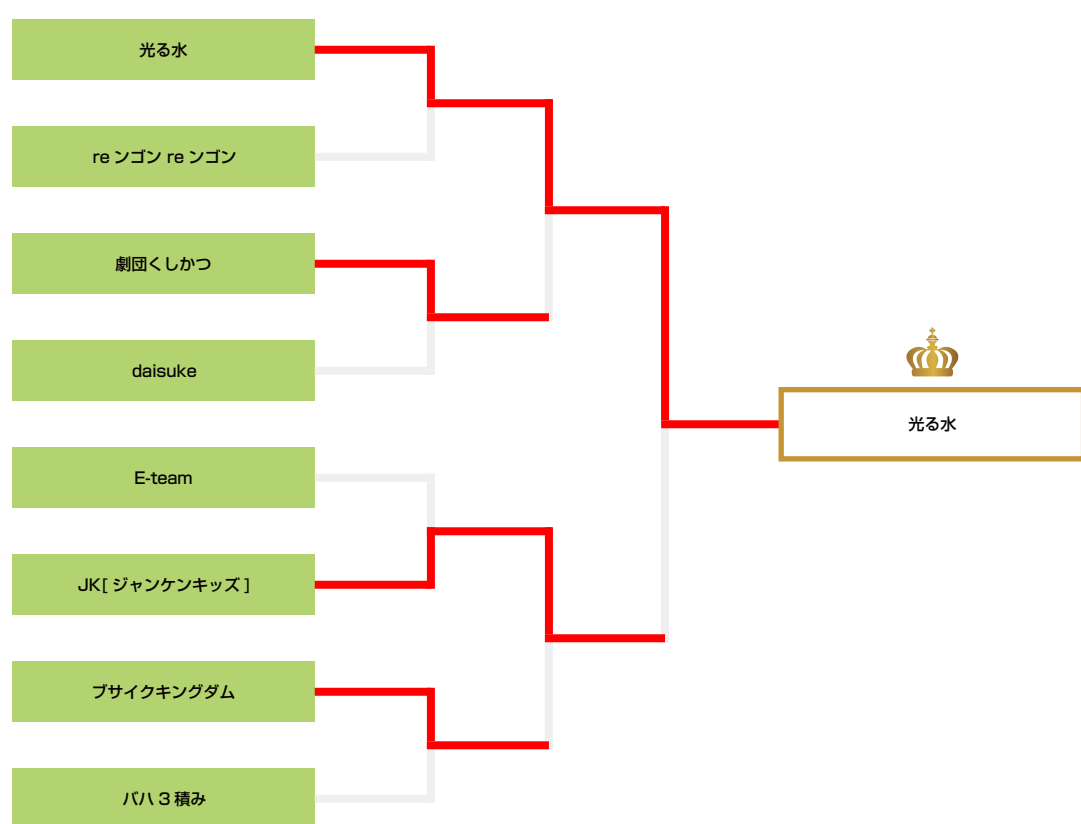 光る水
re ンゴン re ンゴン
劇団くしかつ
daisuke
E-team
JK[ ジャンケンキッズ ]
ブサイクキングダム
バハ 3 積み
光る水